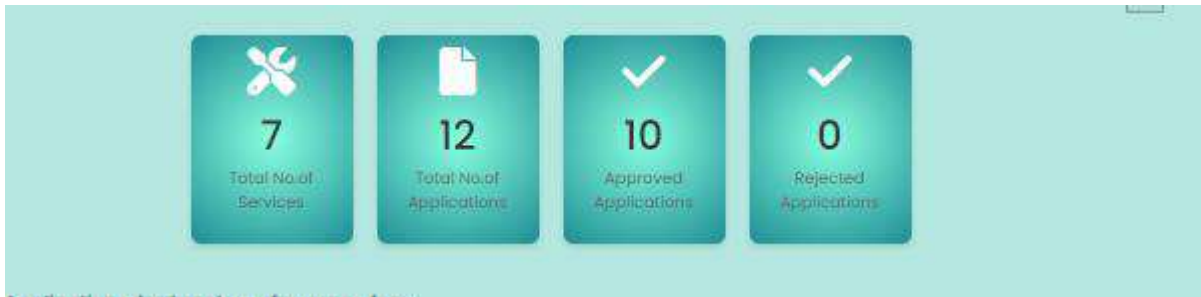 7
Total No.of
Services
12
Total No.of
Applications
10
Approved
Applications
0
Rejected
Applications